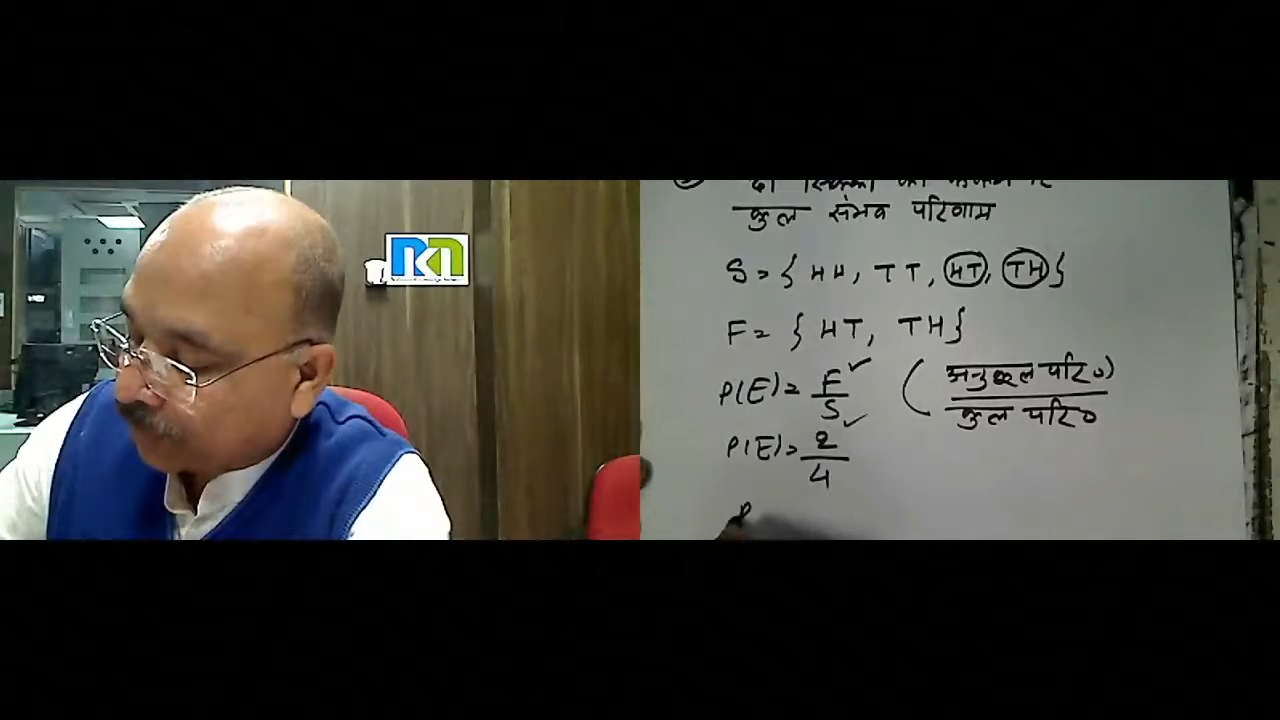 कुल संभव परिणाम
S = { HH, TT, HT, TH }
F = { HT, TH }
P(E) = F/S (अनुकूल परि०)/कुल परि०
P(E) = 2/4
P